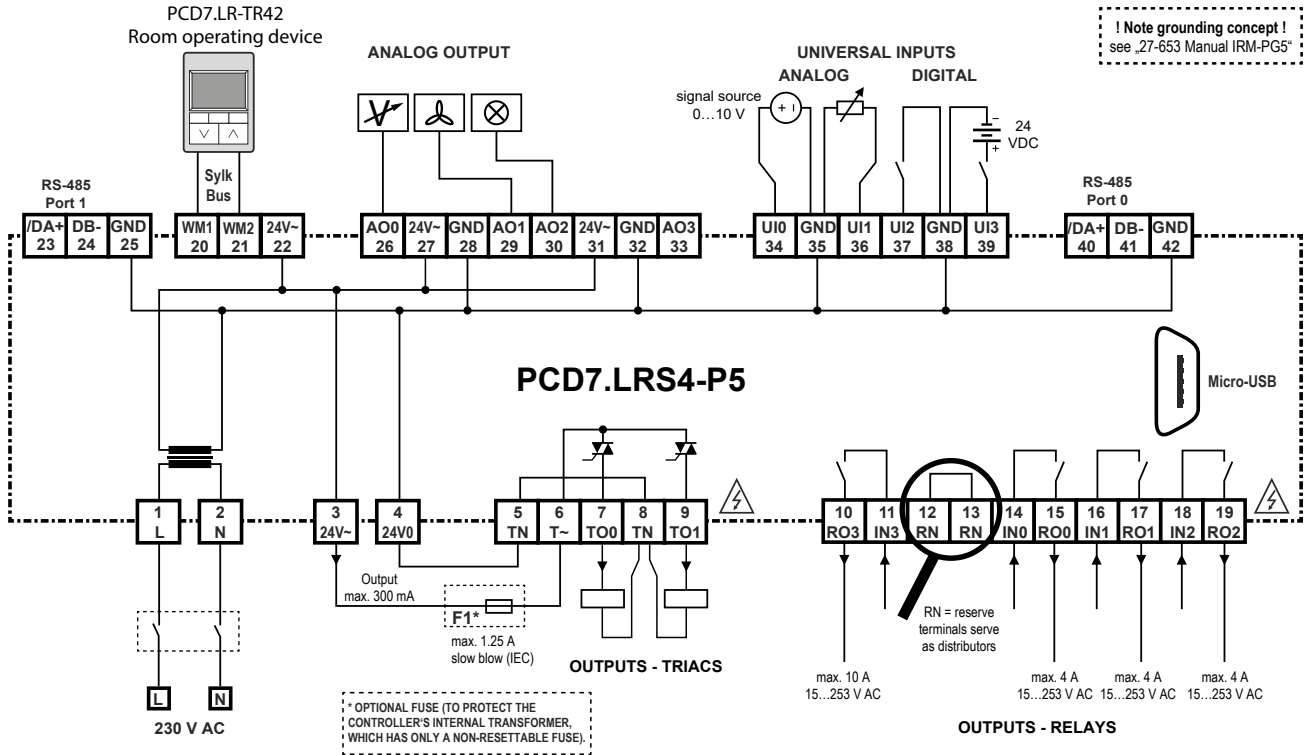 PCD7.LR-TR42
Room operating device
! Note grounding concept !
see „27-653 Manual IRM-PG5“
ANALOG OUTPUT
UNIVERSAL INPUTS
ANALOG DIGITAL
signal source
0…10 V
+ I
−
24
VDC
+
Sylk
Bus
RS-485
Port 1
RS-485
Port 0
/DA+ DB- GND WM1 WM2 24V~ AO0 24V~ GND AO1 AO2 24V~ GND AO3 UI0 GND UI1 UI2 GND UI3 /DA+ DB- GND
23 24 25 20 21 22 26 27 28 29 30 31 32 33 34 35 36 37 38 39 40 41 42
PCD7.LRS4-P5
Micro-USB
1 2 3 4 5 6 7 8 9 10 11 12 13 14 15 16 17 18 19
L N 24V~ 24V0 TN T~ TO0 TN TO1 RO3 IN3 RN RN IN0 RO0 IN1 RO1 IN2 RO2
Output
max. 300 mA
F1*
max. 1.25 A
slow blow (IEC)
RN = reserve
terminals serve
as distributors
OUTPUTS - TRIACS
max. 10 A
15…253 V AC
max. 4 A
15…253 V AC
max. 4 A
15…253 V AC
max. 4 A
15…253 V AC
L N
230 V AC
* OPTIONAL FUSE (TO PROTECT THE
CONTROLLER'S INTERNAL TRANSFORMER,
WHICH HAS ONLY A NON-RESETTABLE FUSE).
OUTPUTS - RELAYS